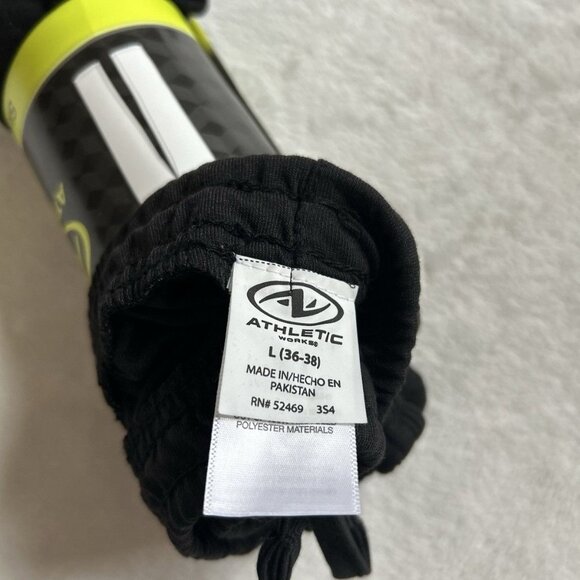 ATHLETIC
WORKS®
L (36-38)
MADE IN/HECHO EN
PAKISTAN
RN# 52469 3S4
POLYESTER MATERIALS